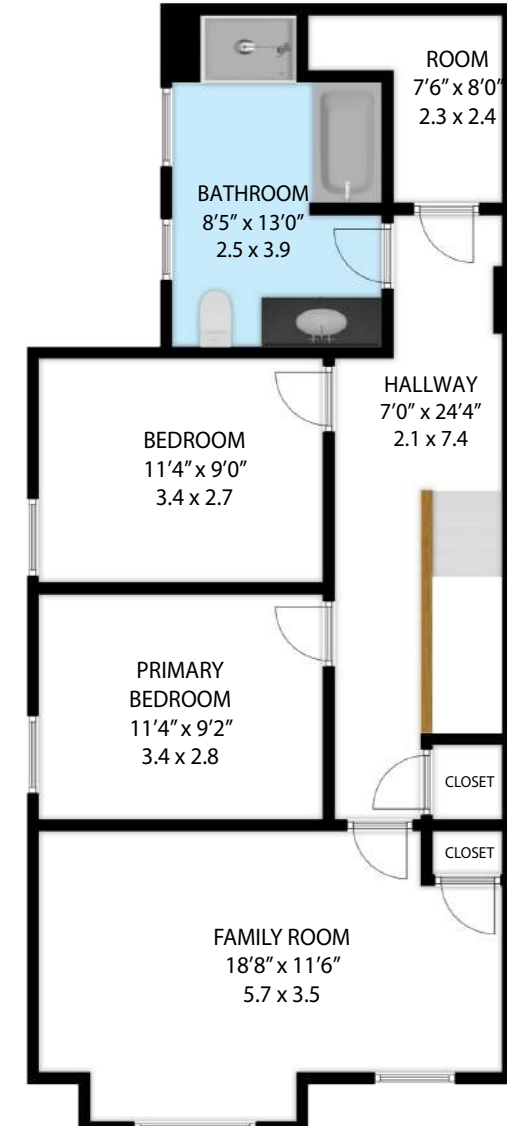 ROOM
7'6" x 8'0"
2.3 x 2.4
BATHROOM
8'5" x 13'0"
2.5 x 3.9
HALLWAY
7'0" x 24'4"
2.1 x 7.4
BEDROOM
11'4" x 9'0"
3.4 x 2.7
PRIMARY
BEDROOM
11'4" x 9'2"
3.4 x 2.8
CLOSET
CLOSET
FAMILY ROOM
18'8" x 11'6"
5.7 x 3.5